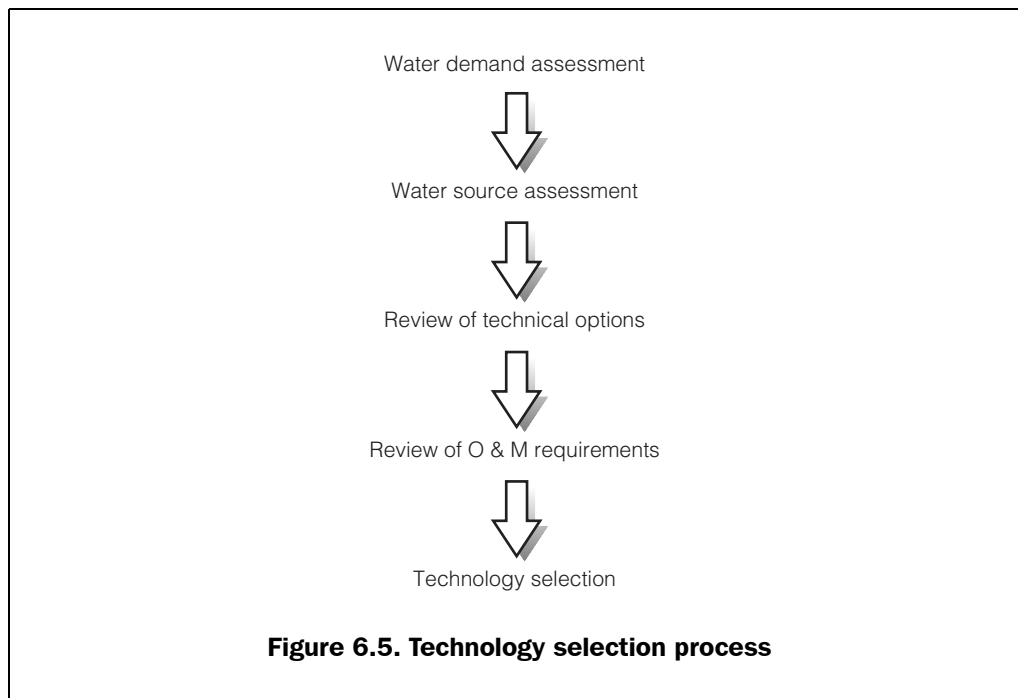 Water demand assessment
Water source assessment
Review of technical options
Review of O & M requirements
Technology selection
Figure 6.5. Technology selection process